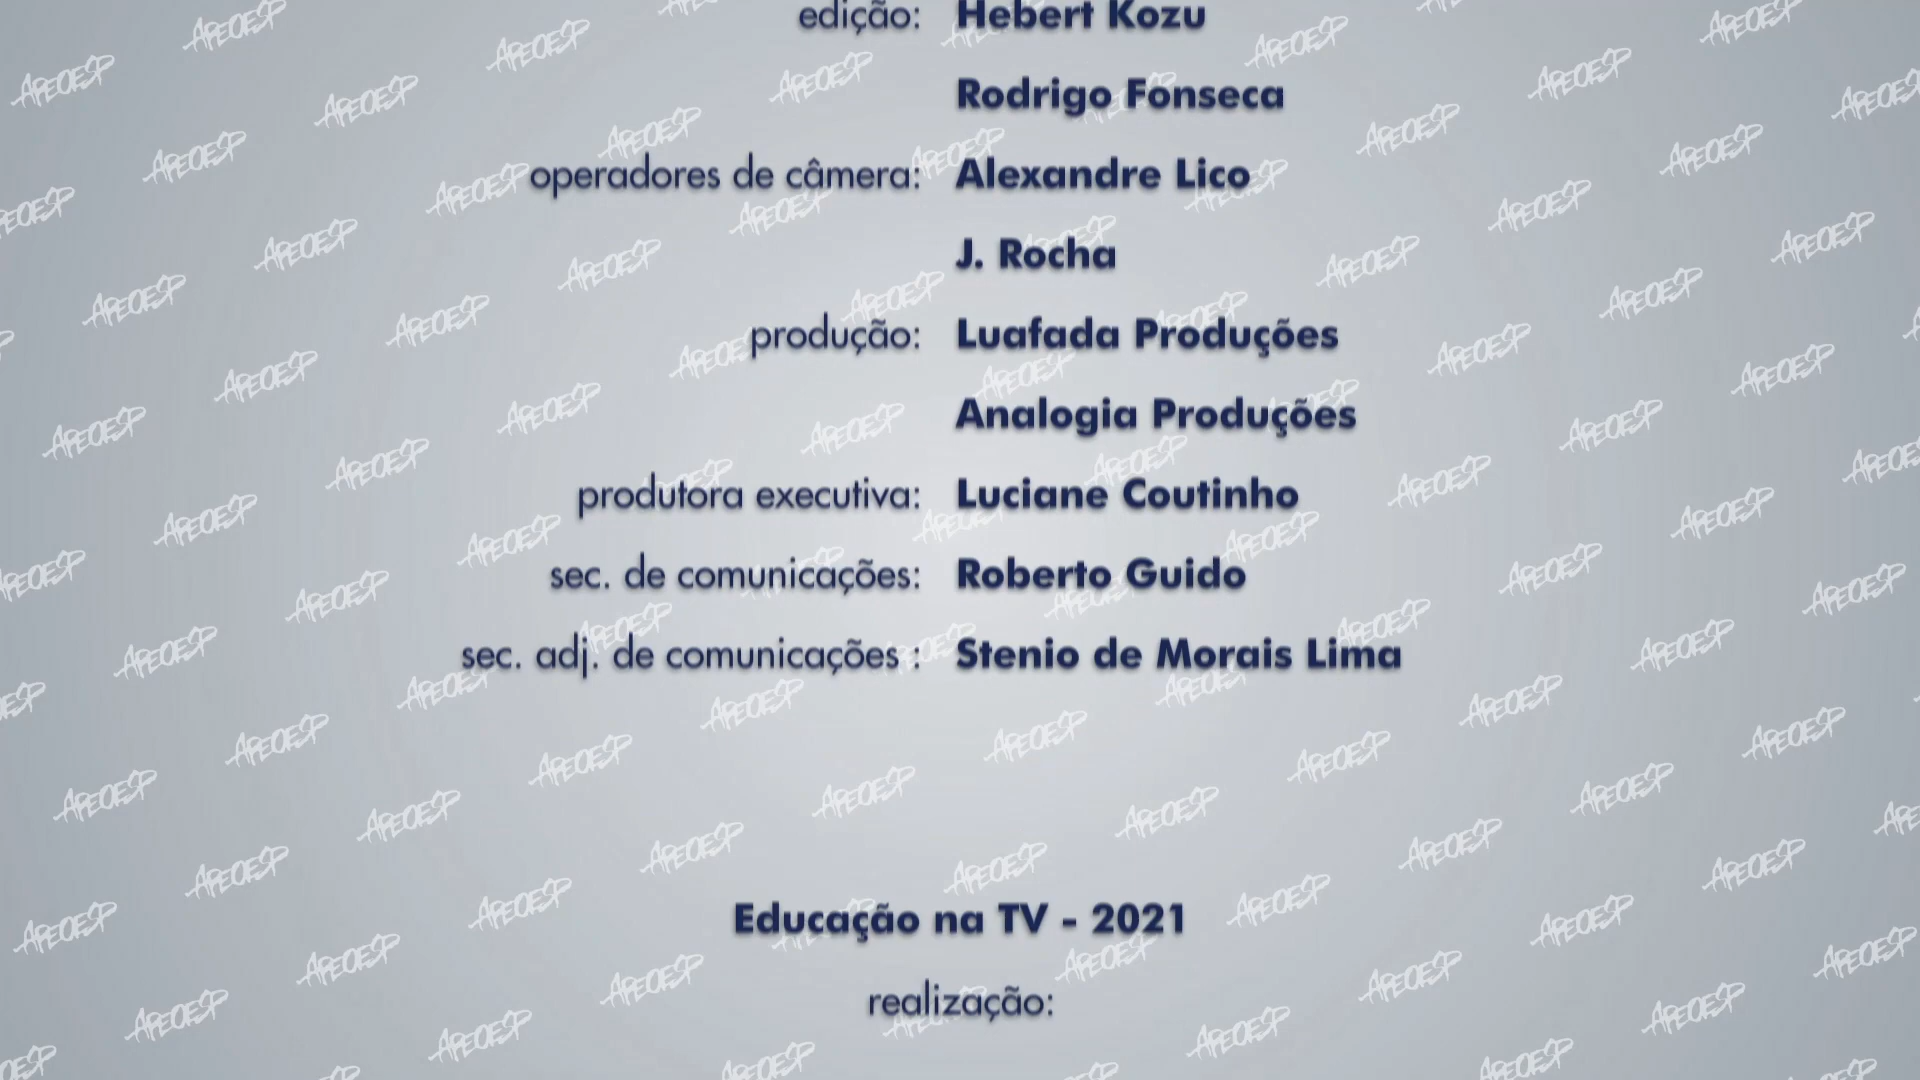 edição: Hebert Kozu
Rodrigo Fonseca
operadores de câmera: Alexandre Lico
J. Rocha
produção: Luafada Produções
Analogia Produções
produtora executiva: Luciane Coutinho
sec. de comunicações: Roberto Guido
sec. adj. de comunicações : Stenio de Morais Lima
Educação na TV - 2021
realização:
APEOESP